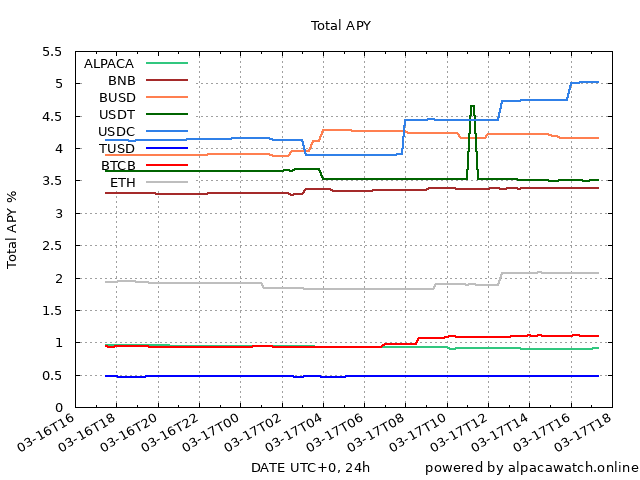 Total APY
5.5
5
4.5
4
3.5
3
2.5
2
1.5
1
0.5
0
Total APY %
ALPACA
BNB
BUSD
USDT
USDC
TUSD
BTCB
ETH
03-16T16
03-16T18
03-16T20
03-16T22
03-17T00
03-17T02
03-17T04
03-17T06
03-17T08
03-17T10
03-17T12
03-17T14
03-17T16
03-17T18
DATE UTC+0, 24h
powered by alpacawatch.online